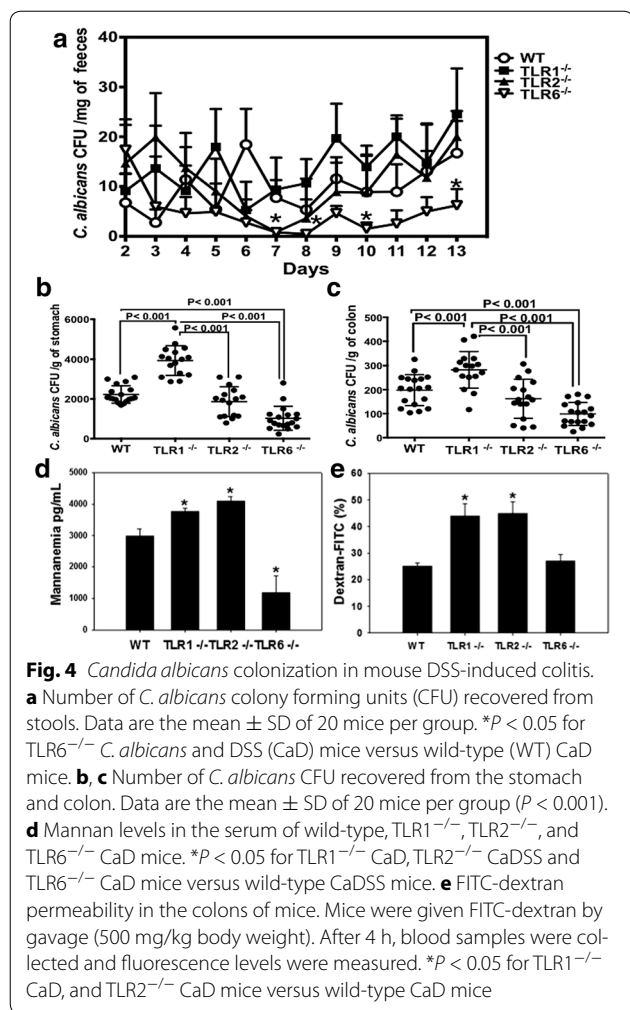 a
C. albicans CFU /mg of feeces
40
30
20
10
0
2 3 4 5 6 7 8 9 10 11 12 13
Days
WT
TLR1-/-
TLR2-/-
TLR6-/-
* * * *
b
C. albicans CFU /g of stomach
6000
4000
2000
0
P< 0.001
P< 0.001
P< 0.001
P< 0.001
WT TLR1 -/- TLR2 -/- TLR6 -/-
c
C. albicans CFU /g of colon
500
400
300
200
100
0
P< 0.001
P< 0.001
P< 0.001
P< 0.001
WT TLR1 -/- TLR2 -/- TLR6 -/-
d
Mannanemia pg/mL
5000
4000
3000
2000
1000
0
* * *
WT TLR1 -/- TLR2 -/- TLR6 -/-
e
Dextran-FITC (%)
60
50
40
30
20
10
0
* *
WT TLR1 -/- TLR2 -/- TLR6 -/-
Fig. 4 Candida albicans colonization in mouse DSS-induced colitis.
a Number of C. albicans colony forming units (CFU) recovered from
stools. Data are the mean ± SD of 20 mice per group. *P < 0.05 for
TLR6−/− C. albicans and DSS (CaD) mice versus wild-type (WT) CaD
mice. b, c Number of C. albicans CFU recovered from the stomach
and colon. Data are the mean ± SD of 20 mice per group (P < 0.001).
d Mannan levels in the serum of wild-type, TLR1−/−, TLR2−/−, and
TLR6−/− CaD mice. *P < 0.05 for TLR1−/− CaD, TLR2−/− CaDSS and
TLR6−/− CaD mice versus wild-type CaDSS mice. e FITC-dextran
permeability in the colons of mice. Mice were given FITC-dextran by
gavage (500 mg/kg body weight). After 4 h, blood samples were col-
lected and fluorescence levels were measured. *P < 0.05 for TLR1−/−
CaD, and TLR2−/− CaD mice versus wild-type CaD mice